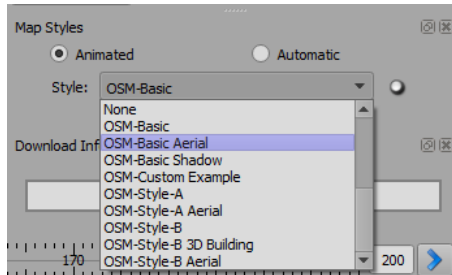 Map Styles
Animated
Automatic
Style: OSM-Basic
None
OSM-Basic
OSM-Basic Aerial
Download Inf
OSM-Basic Shadow
OSM-Custom Example
OSM-Style-A
OSM-Style-A Aerial
OSM-Style-B
OSM-Style-B 3D Building
OSM-Style-B Aerial
170
200